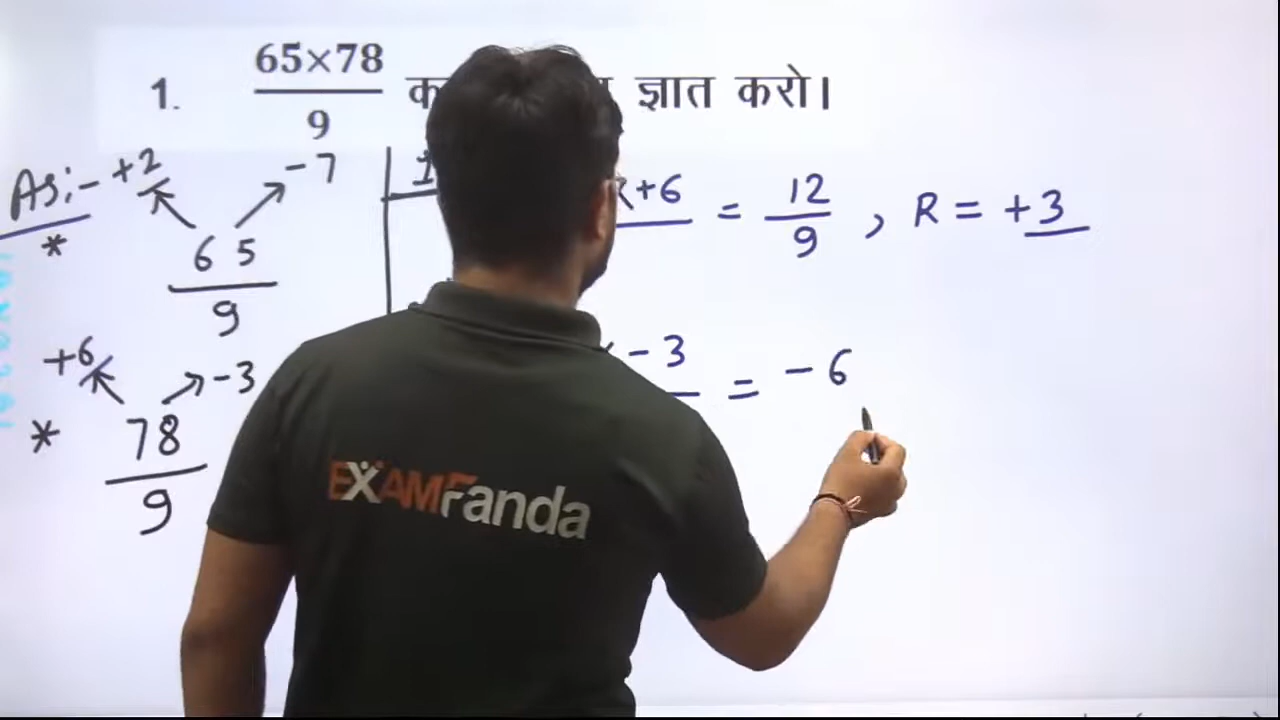 1. 65×78
9
क ज्ञात करो।
As:- +2 -7
*
65
9
+6 = 12
9
, R = +3
+6 -3
* 78
9
-3 = -6
EXAMFanda